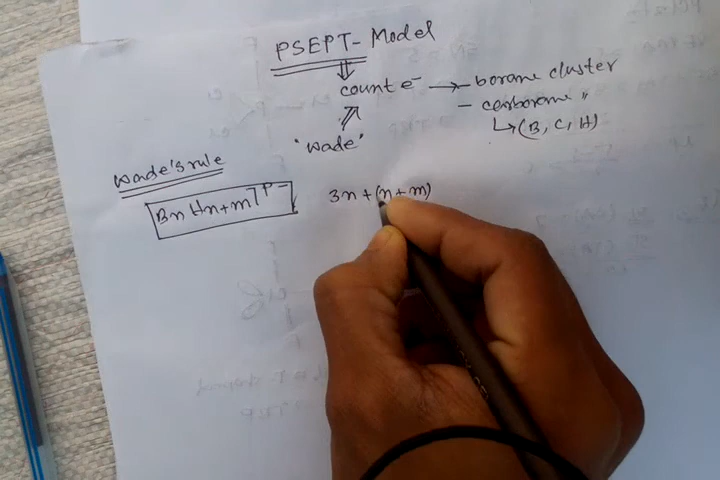 PSEPT - Model
count e⁻ → - borane cluster
- carborane "
↳ (B, C, H)
"Wade"
Wade's rule
BnHn+m]ᵖ⁻
3n + (n + m)